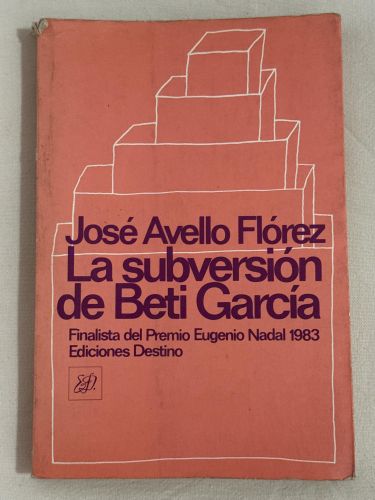 José Avello Flórez
La subversión
de Beti García
Finalista del Premio Eugenio Nadal 1983
Ediciones Destino